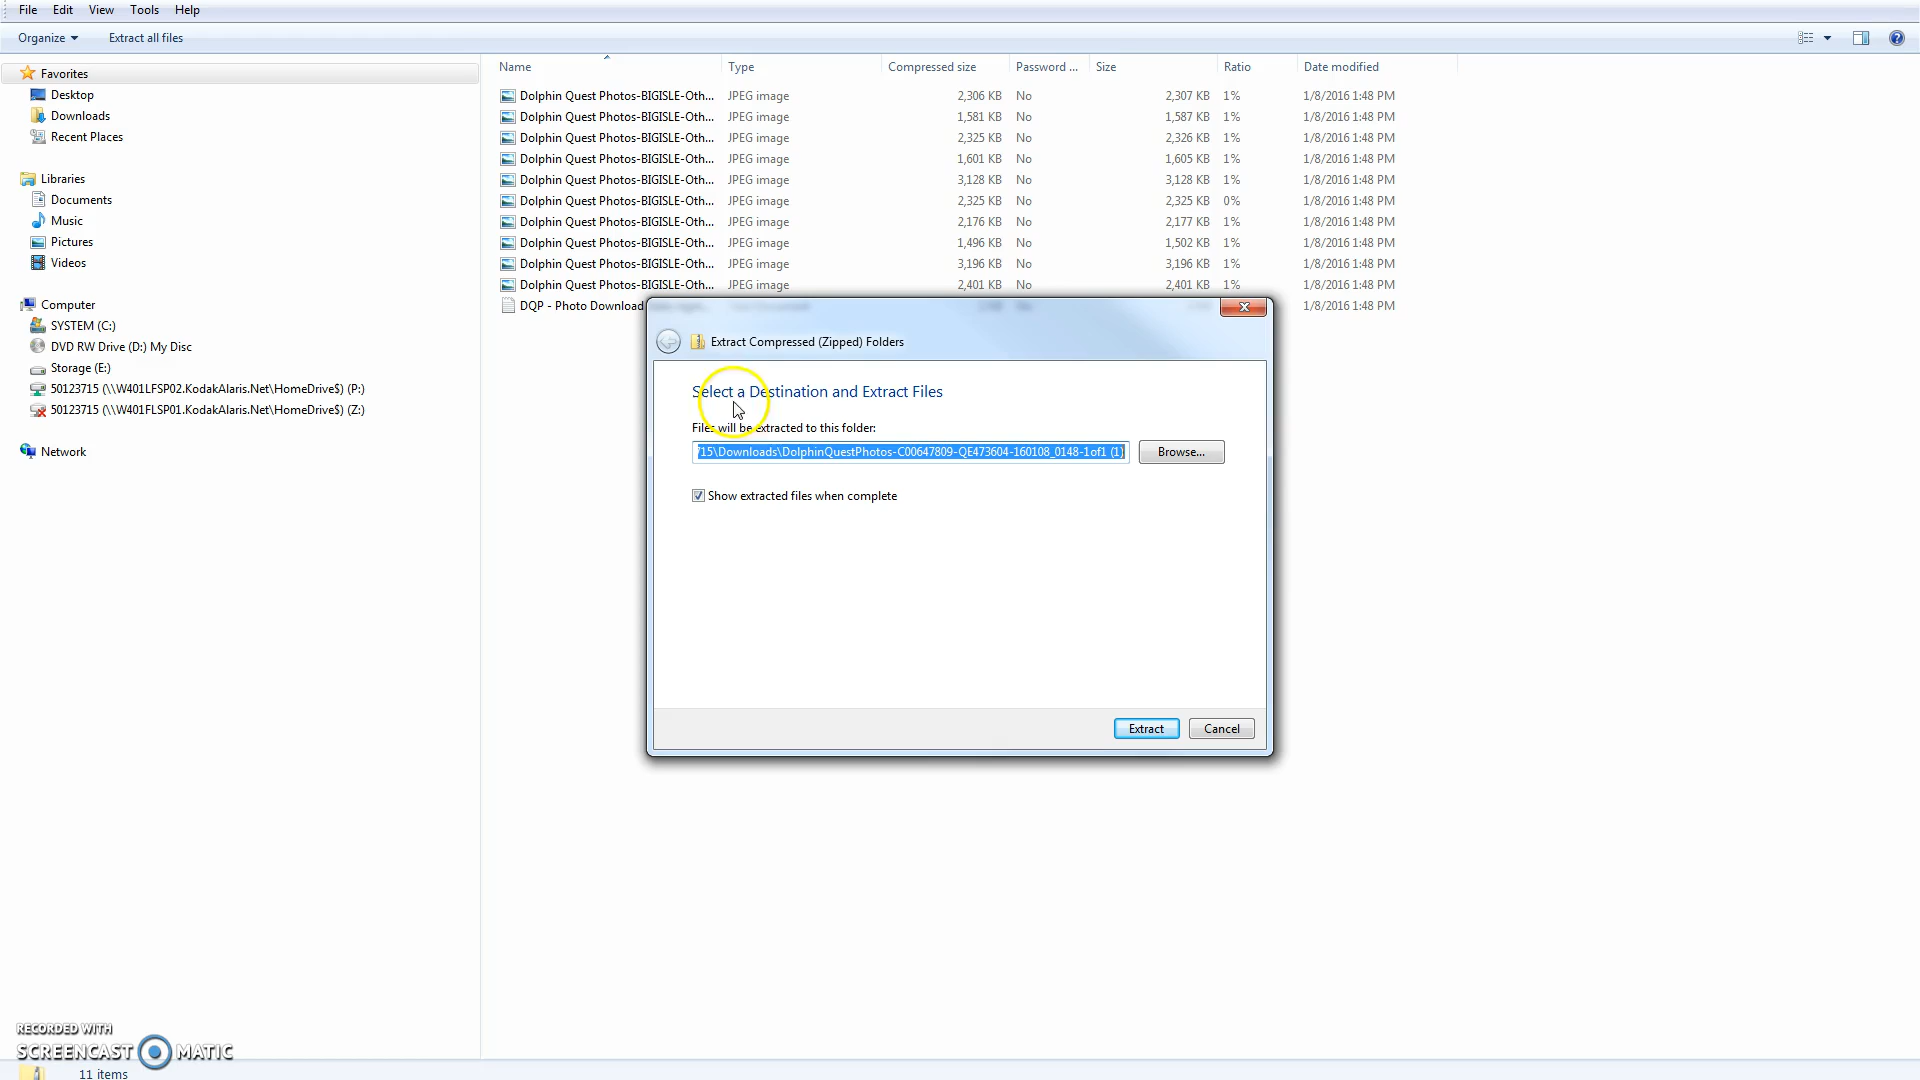 File Edit View Tools Help
Organize Extract all files
Favorites
Desktop
Downloads
Recent Places
Libraries
Documents
Music
Pictures
Videos
Computer
SYSTEM (C:)
DVD RW Drive (D:) My Disc
Storage (E:)
50123715 (\\W401LFSP02.KodakAlaris.Net\HomeDrive$) (P:)
50123715 (\\W401FLSP01.KodakAlaris.Net\HomeDrive$) (Z:)
Network
Name Type Compressed size Password ... Size Ratio Date modified
Dolphin Quest Photos-BIGISLE-Oth... JPEG image 2,306 KB No 2,307 KB 1% 1/8/2016 1:48 PM
Dolphin Quest Photos-BIGISLE-Oth... JPEG image 1,581 KB No 1,587 KB 1% 1/8/2016 1:48 PM
Dolphin Quest Photos-BIGISLE-Oth... JPEG image 2,325 KB No 2,326 KB 1% 1/8/2016 1:48 PM
Dolphin Quest Photos-BIGISLE-Oth... JPEG image 1,601 KB No 1,605 KB 1% 1/8/2016 1:48 PM
Dolphin Quest Photos-BIGISLE-Oth... JPEG image 3,128 KB No 3,128 KB 1% 1/8/2016 1:48 PM
Dolphin Quest Photos-BIGISLE-Oth... JPEG image 2,325 KB No 2,325 KB 0% 1/8/2016 1:48 PM
Dolphin Quest Photos-BIGISLE-Oth... JPEG image 2,176 KB No 2,177 KB 1% 1/8/2016 1:48 PM
Dolphin Quest Photos-BIGISLE-Oth... JPEG image 1,496 KB No 1,502 KB 1% 1/8/2016 1:48 PM
Dolphin Quest Photos-BIGISLE-Oth... JPEG image 3,196 KB No 3,196 KB 1% 1/8/2016 1:48 PM
Dolphin Quest Photos-BIGISLE-Oth... JPEG image 2,401 KB No 2,401 KB 1% 1/8/2016 1:48 PM
DQP - Photo Download 1/8/2016 1:48 PM
Extract Compressed (Zipped) Folders
Select a Destination and Extract Files
Files will be extracted to this folder:
715\Downloads\DolphinQuestPhotos-C00647809-QE473604-160108_0148-1of1 (1) Browse...
Show extracted files when complete
Extract Cancel
RECORDED WITH
SCREENCAST MATIC
11 items